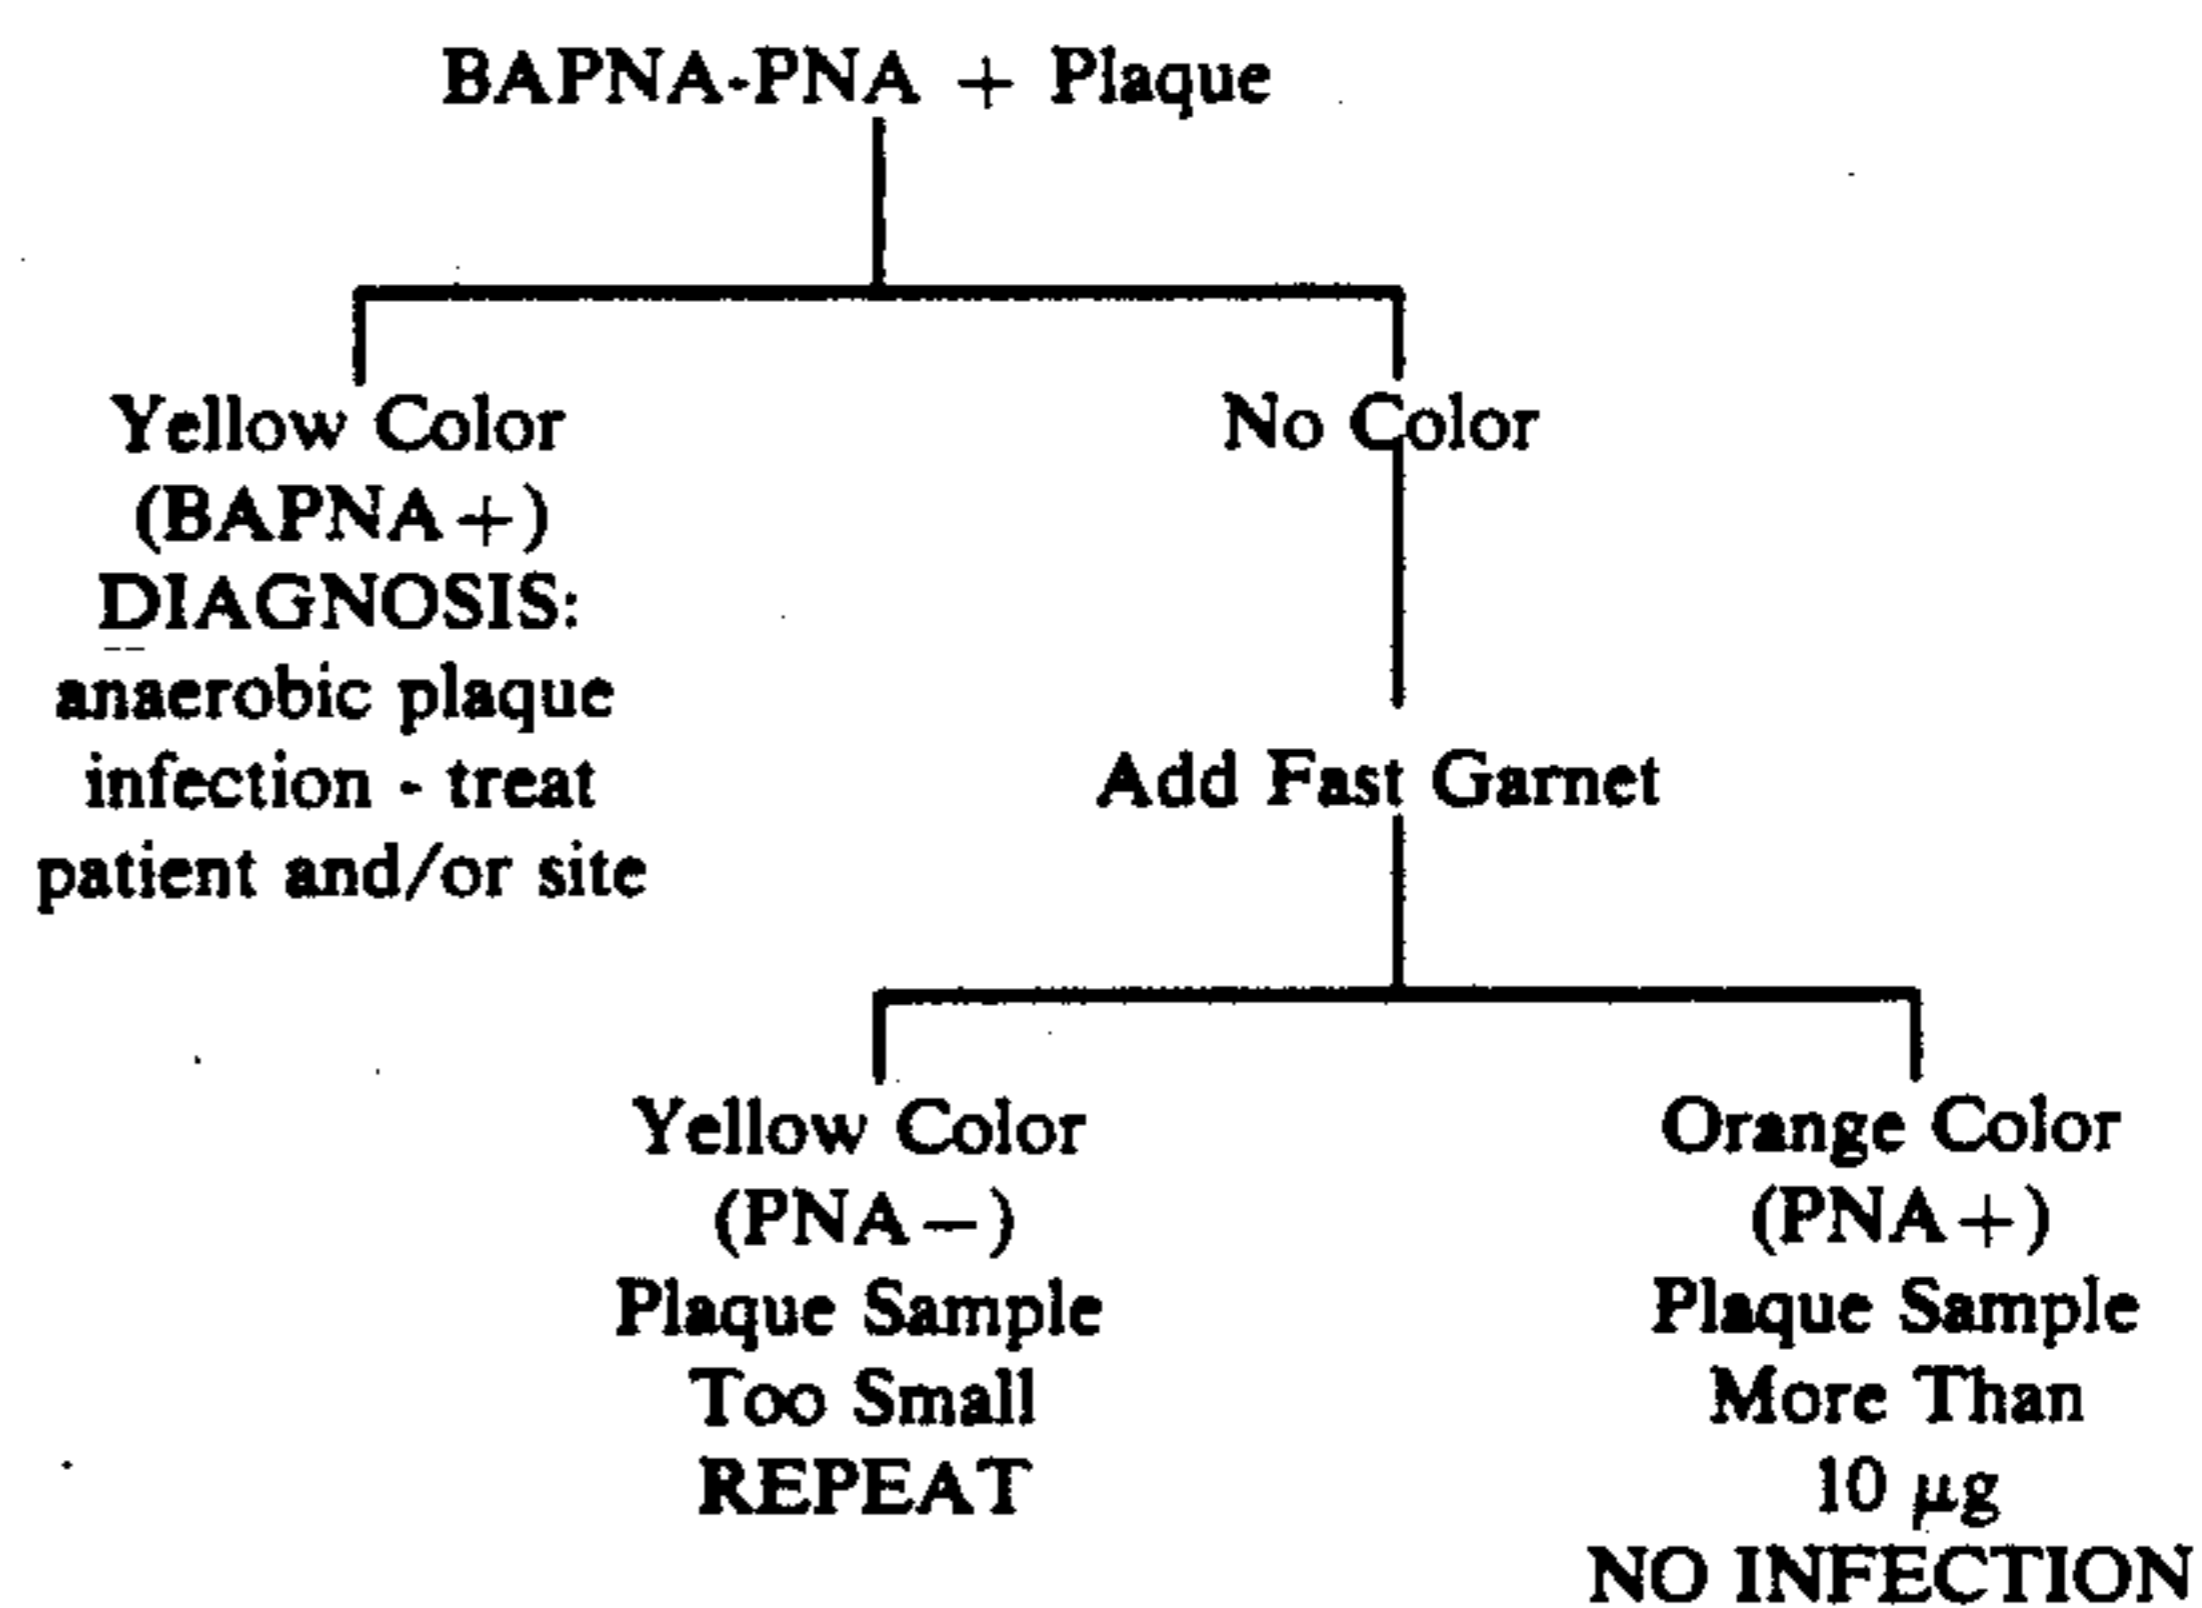 BAPNA-PNA + Plaque
Yellow Color
(BAPNA+)
DIAGNOSIS:
anaerobic plaque
infection - treat
patient and/or site
No Color
Add Fast Garnet
Yellow Color
(PNA−)
Plaque Sample
Too Small
REPEAT
Orange Color
(PNA+)
Plaque Sample
More Than
10 μg
NO INFECTION